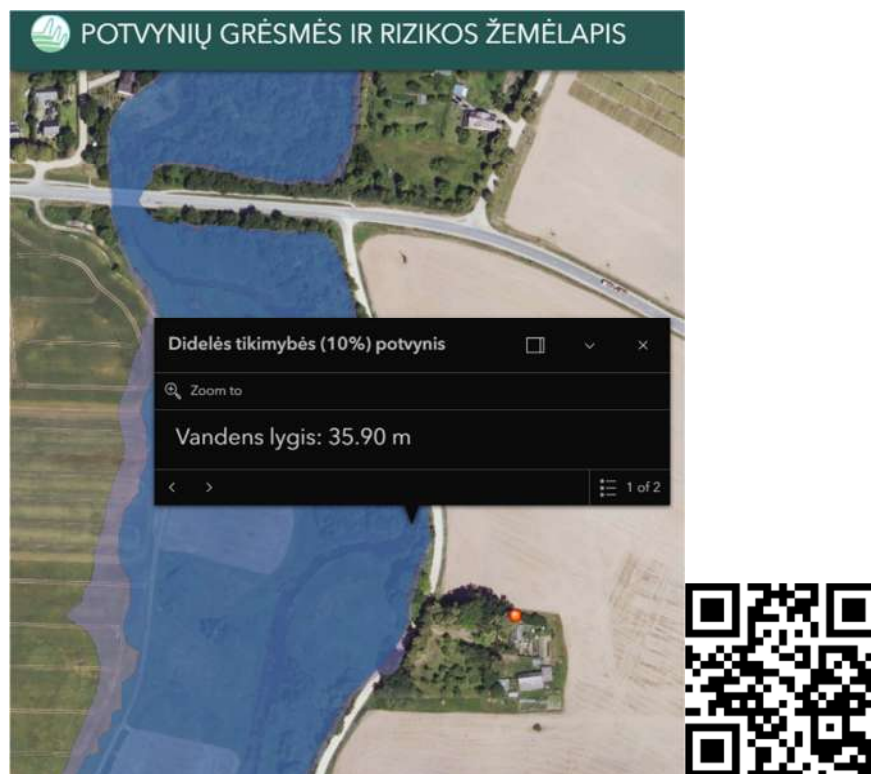 POTVYNIŲ GRĖSMĖS IR RIZIKOS ŽEMĖLAPIS
Didelės tikimybės (10%) potvynis
Zoom to
Vandens lygis: 35.90 m
1 of 2